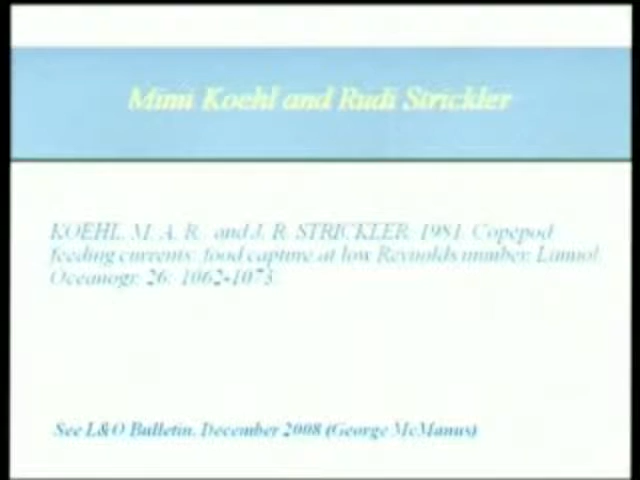 Mimi Koehl and Rudi Strickler
KOEHL, M. A. R., and J. R. STRICKLER. 1981. Copepod
feeding currents: food capture at low Reynolds number. Limnol.
Oceanogr. 26: 1062-1073.
See L&O Bulletin, December 2008 (George McManus)